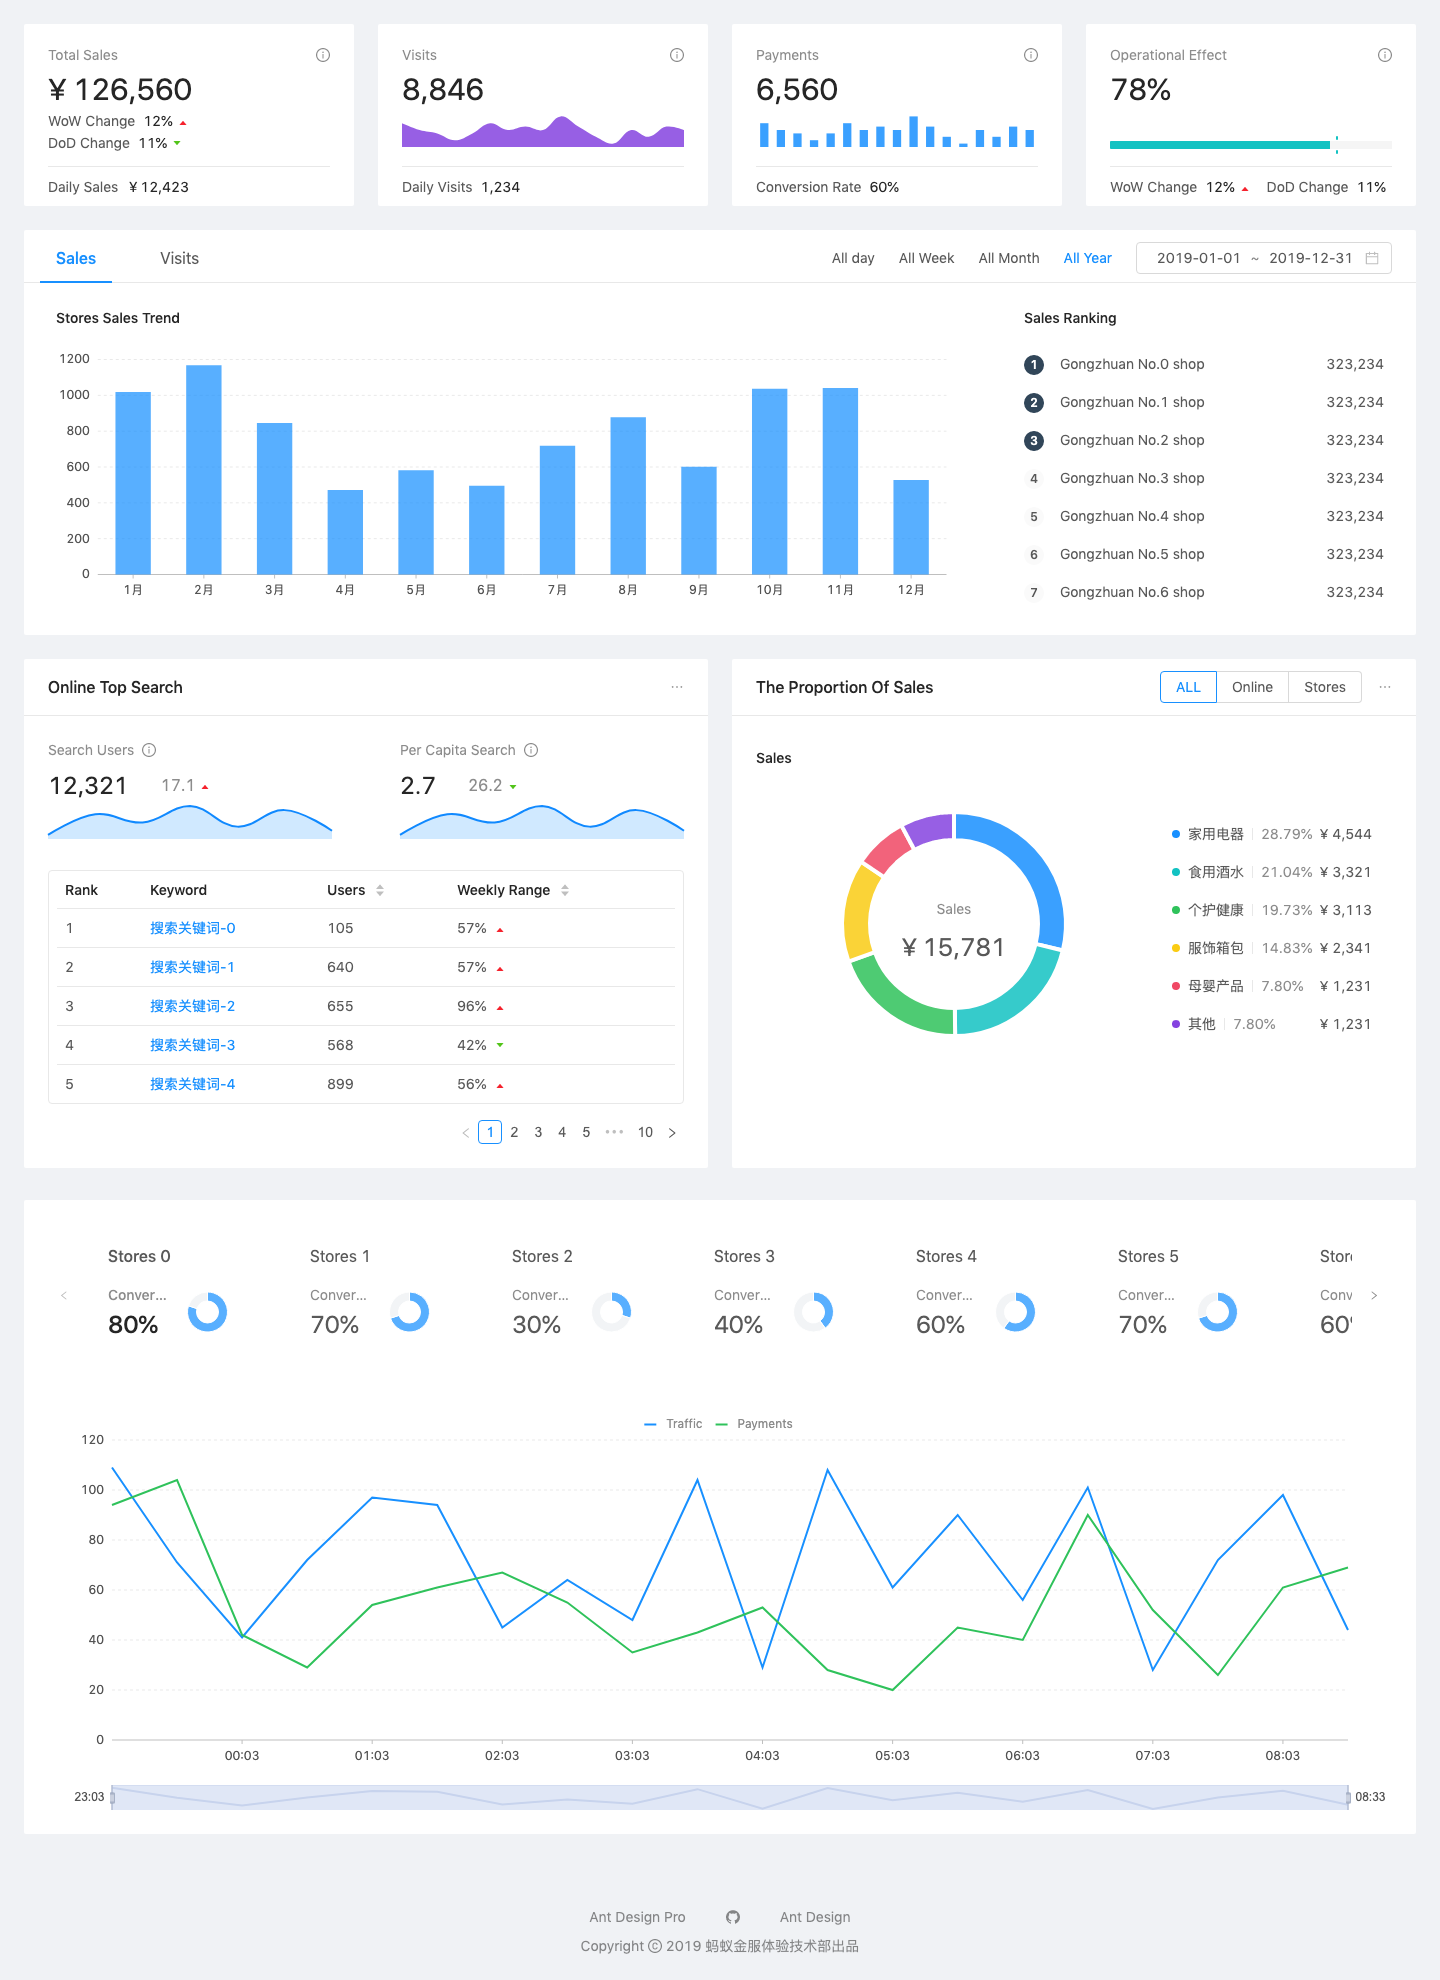 Total Sales
¥ 126,560
WoW Change 12%
DoD Change 11%
Daily Sales ¥ 12,423
Visits
8,846
Daily Visits 1,234
Payments
6,560
Conversion Rate 60%
Operational Effect
78%
WoW Change 12% DoD Change 11%
Sales Visits All day All Week All Month All Year 2019-01-01 ~ 2019-12-31
Stores Sales Trend
1200
1000
800
600
400
200
0
1月 2月 3月 4月 5月 6月 7月 8月 9月 10月 11月 12月
Sales Ranking
1 Gongzhuan No.0 shop 323,234
2 Gongzhuan No.1 shop 323,234
3 Gongzhuan No.2 shop 323,234
4 Gongzhuan No.3 shop 323,234
5 Gongzhuan No.4 shop 323,234
6 Gongzhuan No.5 shop 323,234
7 Gongzhuan No.6 shop 323,234
Online Top Search ···
Search Users
12,321 17.1
Per Capita Search
2.7 26.2
Rank Keyword Users Weekly Range
1 搜索关键词-0 105 57%
2 搜索关键词-1 640 57%
3 搜索关键词-2 655 96%
4 搜索关键词-3 568 42%
5 搜索关键词-4 899 56%
< 1 2 3 4 5 ••• 10 >
The Proportion Of Sales ALL Online Stores ···
Sales
Sales
¥ 15,781
家用电器 | 28.79% ¥ 4,544
食用酒水 | 21.04% ¥ 3,321
个护健康 | 19.73% ¥ 3,113
服饰箱包 | 14.83% ¥ 2,341
母婴产品 | 7.80% ¥ 1,231
其他 | 7.80% ¥ 1,231
Stores 0
Conver...
80%
Stores 1
Conver...
70%
Stores 2
Conver...
30%
Stores 3
Conver...
40%
Stores 4
Conver...
60%
Stores 5
Conver...
70%
Stor
Conv
60
Traffic Payments
120
100
80
60
40
20
0
00:03 01:03 02:03 03:03 04:03 05:03 06:03 07:03 08:03
23:03 08:33
Ant Design Pro Ant Design
Copyright © 2019 蚂蚁金服体验技术部出品